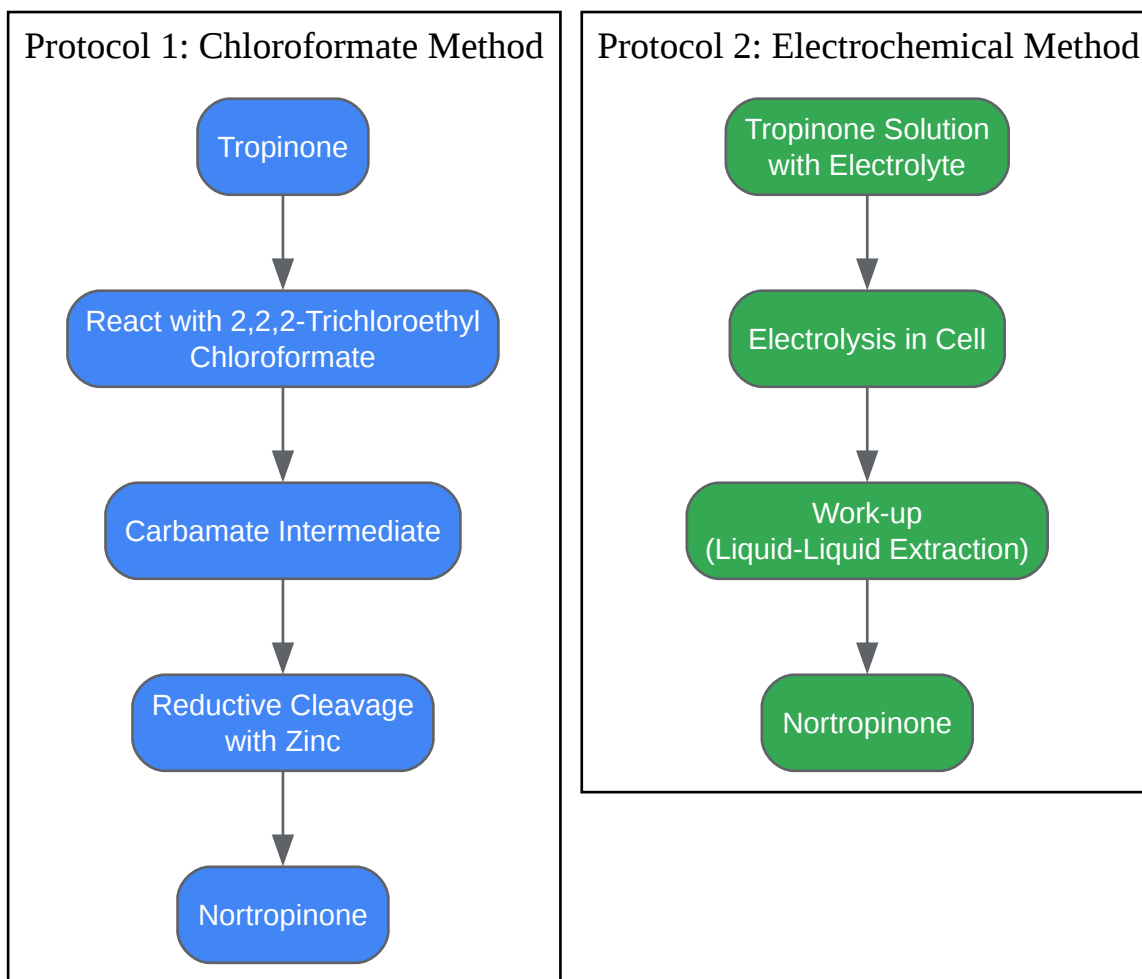 Protocol 1: Chloroformate Method
Tropinone
React with 2,2,2-Trichloroethyl
Chloroformate
Carbamate Intermediate
Reductive Cleavage
with Zinc
Nortropinone
Protocol 2: Electrochemical Method
Tropinone Solution
with Electrolyte
Electrolysis in Cell
Work-up
(Liquid-Liquid Extraction)
Nortropinone